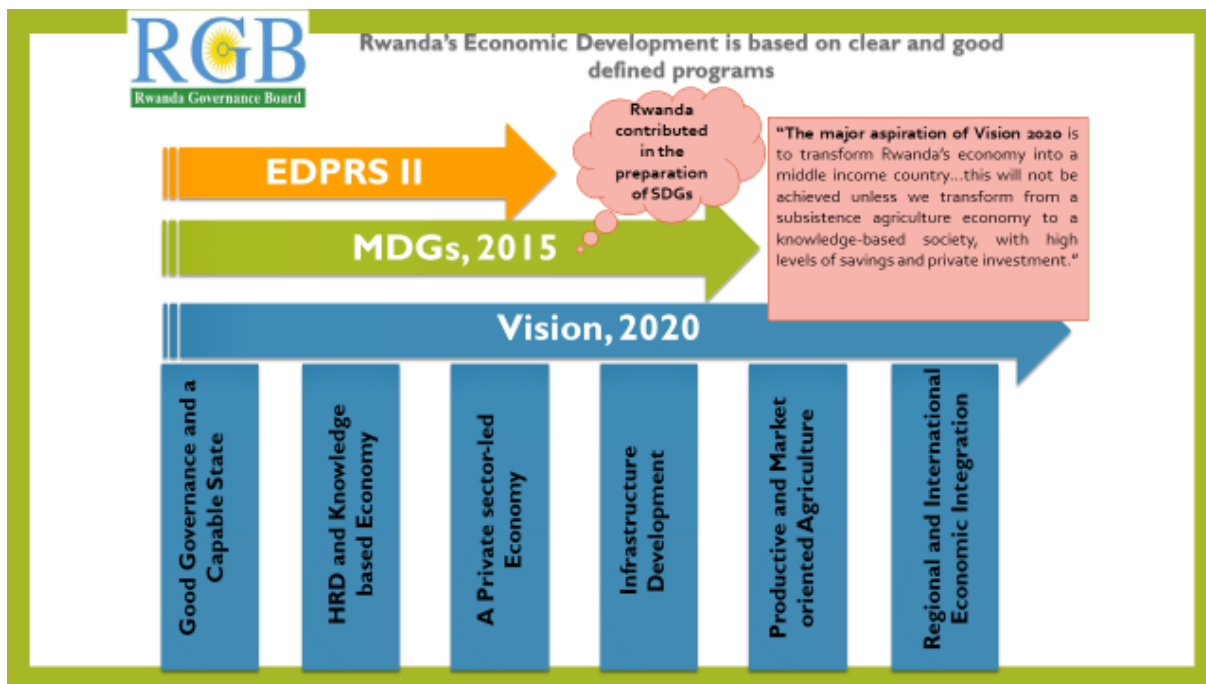 RGB
Rwanda Governance Board
Rwanda's Economic Development is based on clear and good
defined programs
EDPRS II
Rwanda
contributed
in the
preparation
of SDGs
"The major aspiration of Vision 2020 is
to transform Rwanda's economy into a
middle income country...this will not be
achieved unless we transform from a
subsistence agriculture economy to a
knowledge-based society, with high
levels of savings and private investment."
MDGs, 2015
Vision, 2020
Good Governance and a
Capable State
HRD and Knowledge
based Economy
A Private sector-led
Economy
Infrastructure
Development
Productive and Market
oriented Agriculture
Regional and International
Economic Integration